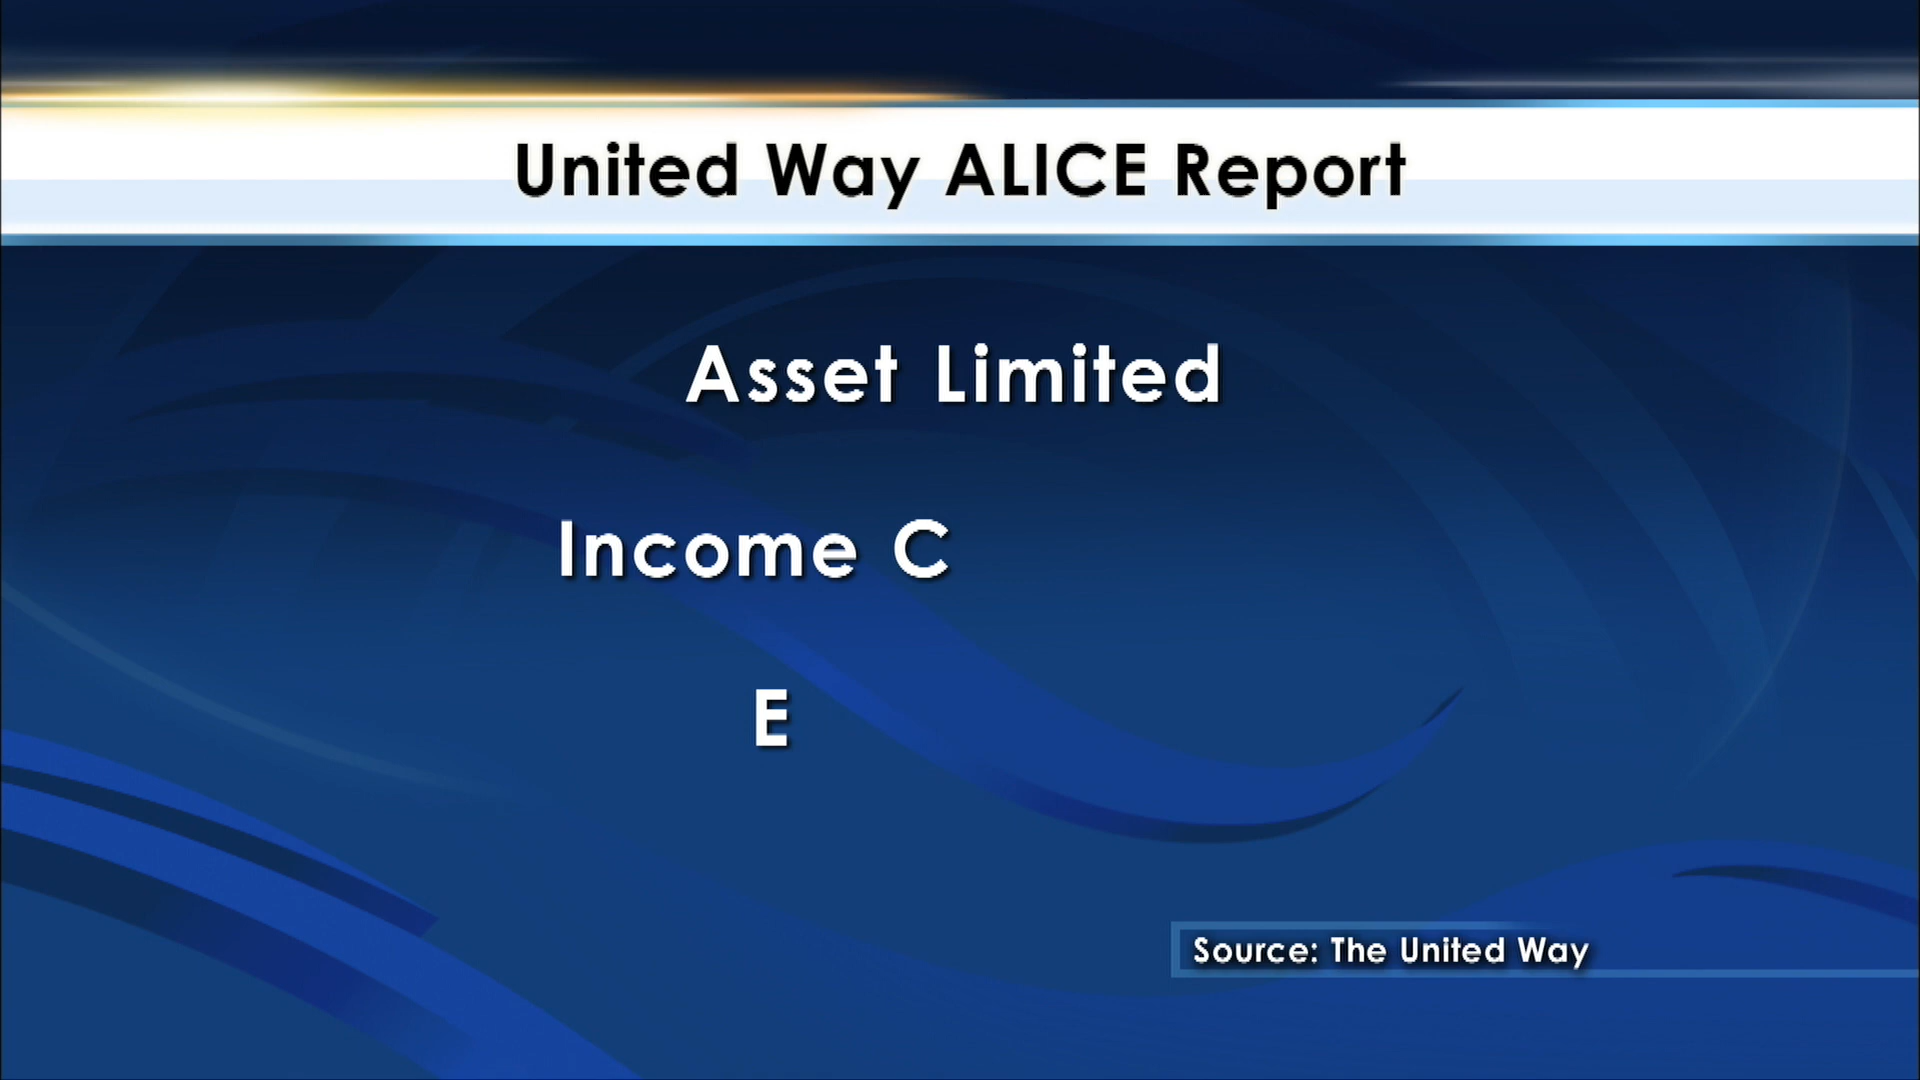 United Way ALICE Report
Asset Limited
Income C
E
Source: The United Way